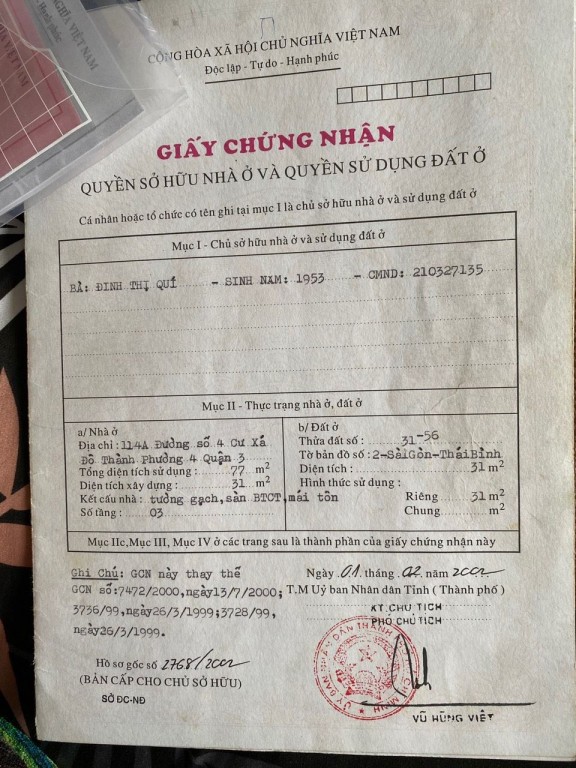 CỘNG HÒA XÃ HỘI CHỦ NGHĨA VIỆT NAM
Độc lập - Tự do - Hạnh phúc
GIẤY CHỨNG NHẬN
QUYỀN SỞ HỮU NHÀ Ở VÀ QUYỀN SỬ DỤNG ĐẤT Ở
Cá nhân hoặc tổ chức có tên ghi tại mục I là chủ sở hữu nhà ở và sử dụng đất ở
Mục I - Chủ sở hữu nhà ở và sử dụng đất ở
BÀ: ĐINH THỊ QUÍ - SINH NĂM: 1953 - CMND: 210327135
Mục II - Thực trạng nhà ở, đất ở
a/ Nhà ở
Địa chỉ : 114A Đường số 4 Cư Xá
Đô Thành Phường 4 Quận 3
Tổng diện tích sử dụng : 77 m2
Diện tích xây dựng : 31 m2
Kết cấu nhà : tường gạch, sàn BTCT, mái tôn
Số tầng : 03
b/ Đất ở
Thửa đất số : 31-56
Tờ bản đồ số : 2-SàiGòn-TháiBình
Diện tích : 31 m2
Hình thức sử dụng :
Riêng 31 m2
Chung m2
Mục IIc, Mục III, Mục IV ở các trang sau là thành phần của giấy chứng nhận này
Ghi Chú: GCN này thay thế
GCN số:7472/2000,ngày13/7/2000;
3736/99,ngày26/3/1999;3728/99,
ngày26/3/1999.
Hồ sơ gốc số 2768/2002
(BẢN CẤP CHO CHỦ SỞ HỮU)
SỞ ĐC-NĐ
Ngày 01 tháng 02 năm 2002
T.M Uỷ ban Nhân dân Tỉnh ( Thành phố )
KT.CHỦ TỊCH
PHÓ CHỦ TỊCH
VŨ HÙNG VIỆT